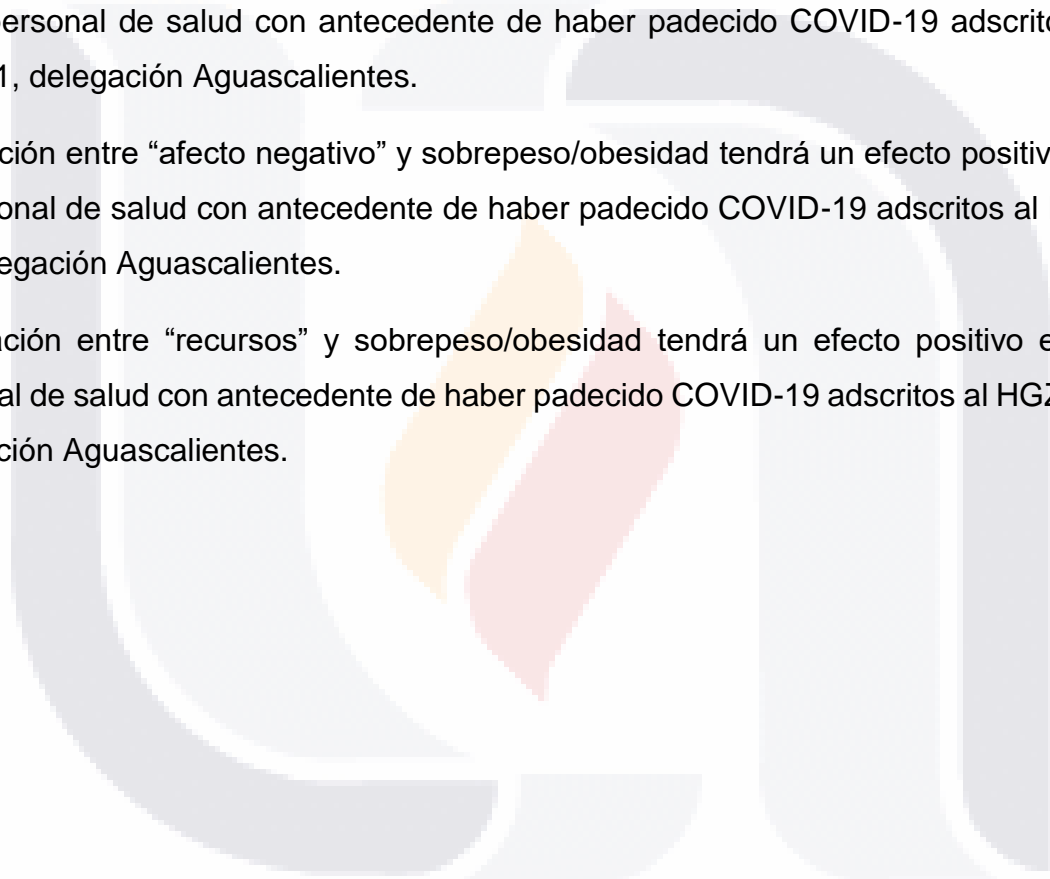 personal de salud con antecedente de haber padecido COVID-19 adscrito
1, delegación Aguascalientes.
ción entre “afecto negativo” y sobrepeso/obesidad tendrá un efecto positiv
onal de salud con antecedente de haber padecido COVID-19 adscritos al
legación Aguascalientes.
ación entre “recursos” y sobrepeso/obesidad tendrá un efecto positivo e
al de salud con antecedente de haber padecido COVID-19 adscritos al HGZ
ción Aguascalientes.